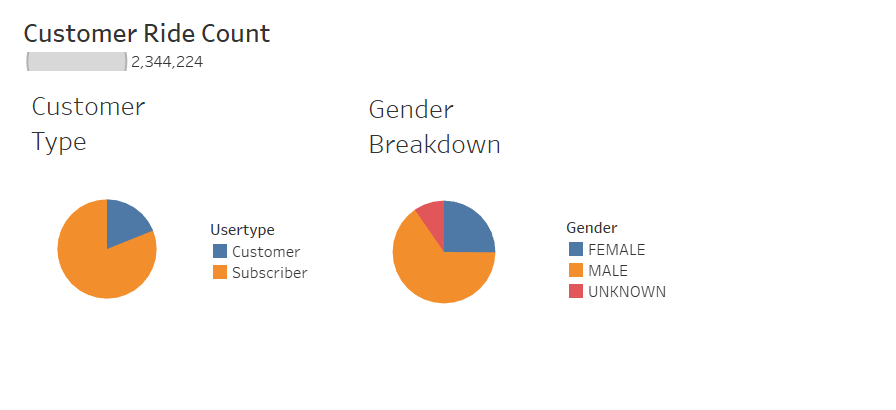 Customer Ride Count
2,344,224
Customer
Type
Gender
Breakdown
Usertype
Customer
Subscriber
Gender
FEMALE
MALE
UNKNOWN